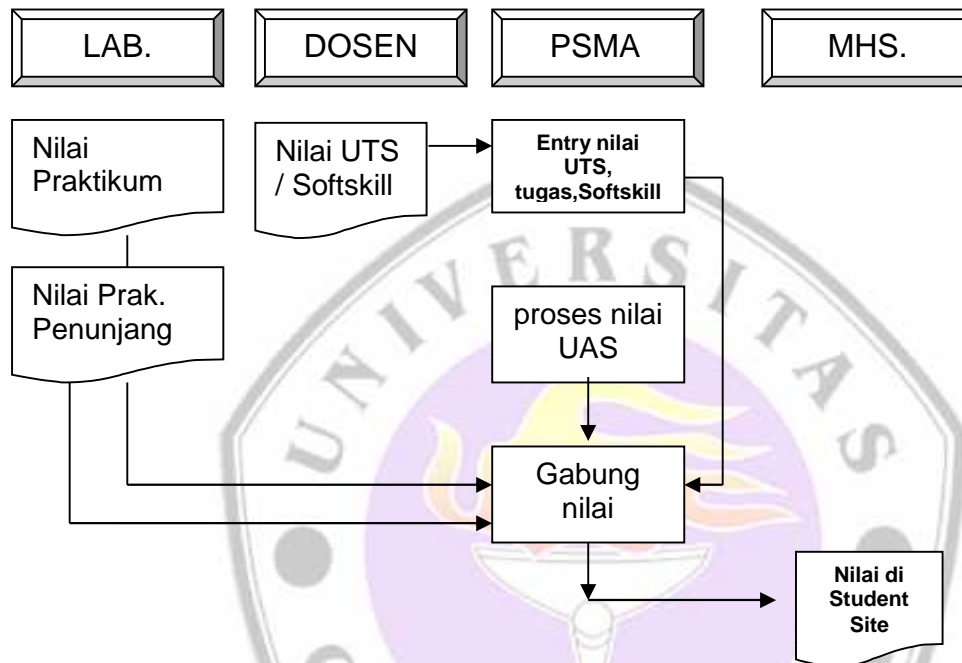 LAB.
DOSEN
PSMA
MHS.
Nilai
Praktikum
Nilai UTS
/ Softskill
Entry nilai
UTS,
tugas,Softskill
Nilai Prak.
Penunjang
proses nilai
UAS
Gabung
nilai
Nilai di
Student
Site
UNIVERSITAS